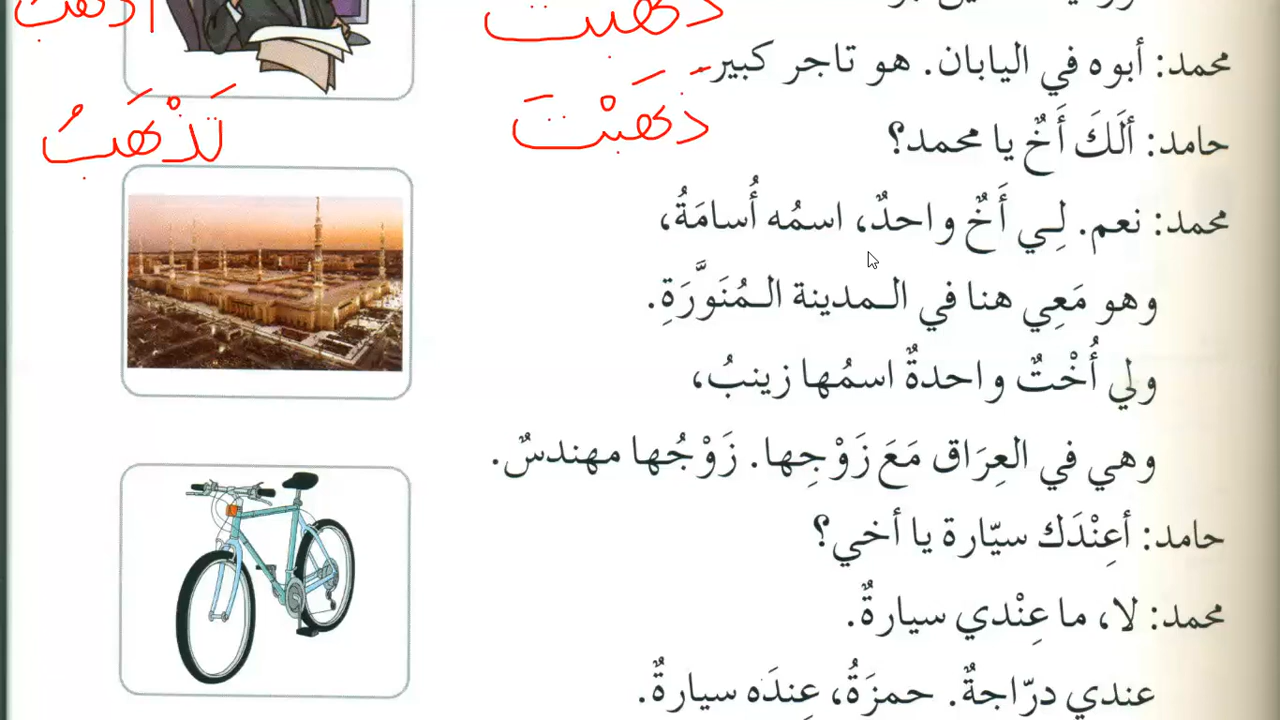 محمد: أبوه في اليابان. هو تاجر كبير.
حامد: أَلَكَ أَخٌ يا محمد؟
محمد: نعم. لِي أَخٌ واحدٌ، اسمُه أُسامَةُ،
وهو مَعِي هنا في المدينة المُنَوَّرَةِ.
ولي أُخْتٌ واحدةٌ اسمُها زينبُ،
وهي في العِرَاق مَعَ زَوْجِها. زَوْجُها مهندسٌ.
حامد: أعِنْدَك سيّارة يا أخي؟
محمد: لا، ما عِنْدي سيارةٌ.
عندي درّاجةٌ. حمزَةُ، عِندَه سيارةٌ.
ذَهَبْتَ
تَذْهَبُ